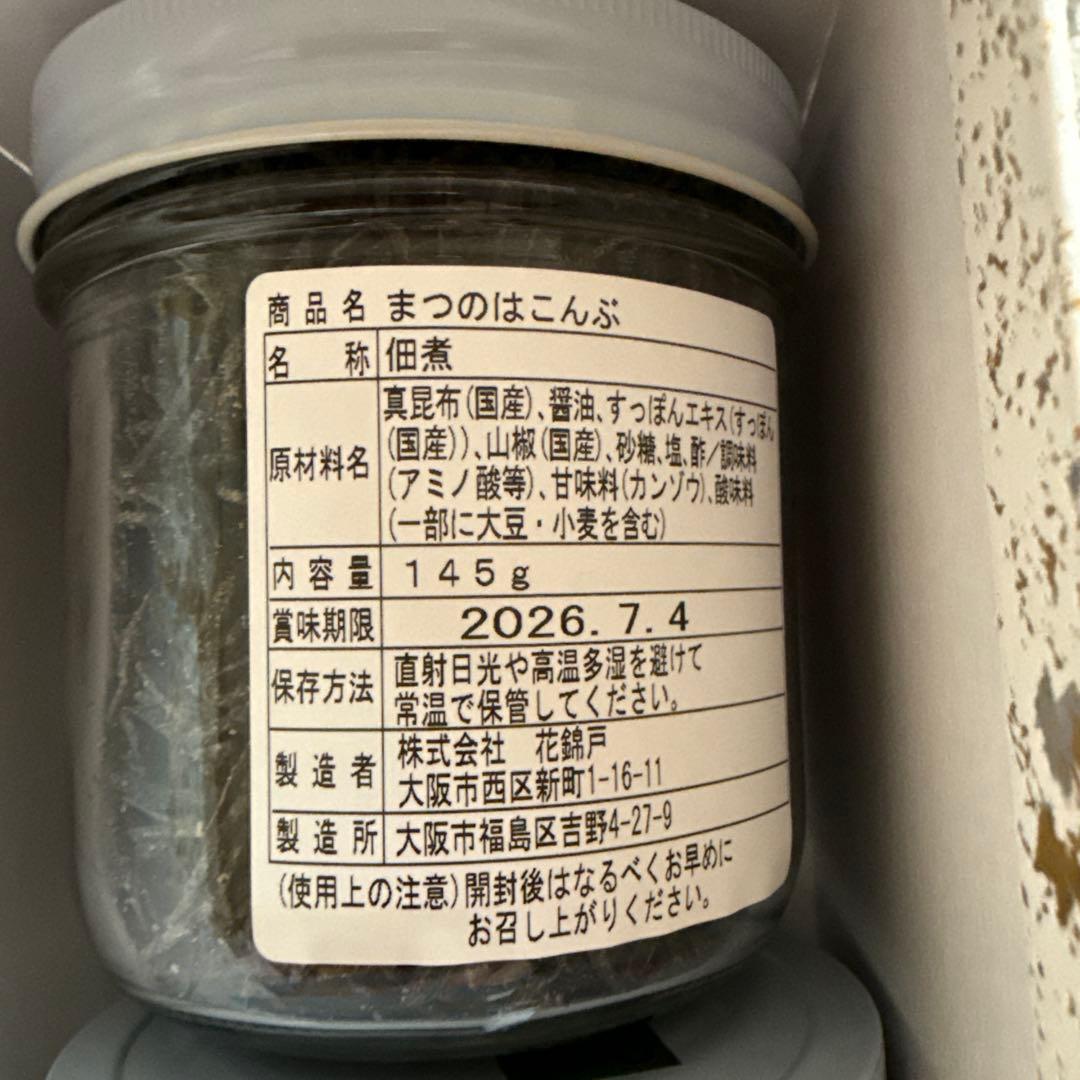 商品名 まつのはこんぶ
名称 佃煮
原材料名 真昆布(国産)、醤油、すっぽんエキス(すっぽん
(国産))、山椒(国産)、砂糖、塩、酢/調味料
(アミノ酸等)、甘味料(カンゾウ)、酸味料
(一部に大豆・小麦を含む)
内容量 145g
賞味期限 2026.7.4
保存方法 直射日光や高温多湿を避けて
常温で保管してください。
製造者 株式会社 花錦戸
大阪市西区新町1-16-11
製造所 大阪市福島区吉野4-27-9
(使用上の注意)開封後はなるべくお早めに
お召し上がりください。